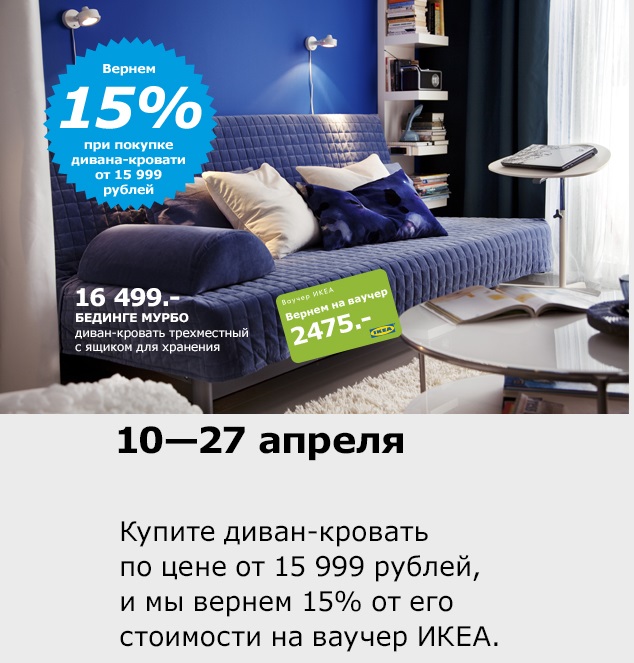 Вернем
15%
при покупке
дивана-кровати
от 15 999
рублей
16 499.-
БЕДИНГЕ МУРБО
диван-кровать трехместный
с ящиком для хранения
Ваучер ИКЕА
Вернем на ваучер
2475.-
IKEA
10—27 апреля
Купите диван-кровать
по цене от 15 999 рублей,
и мы вернем 15% от его
стоимости на ваучер ИКЕА.